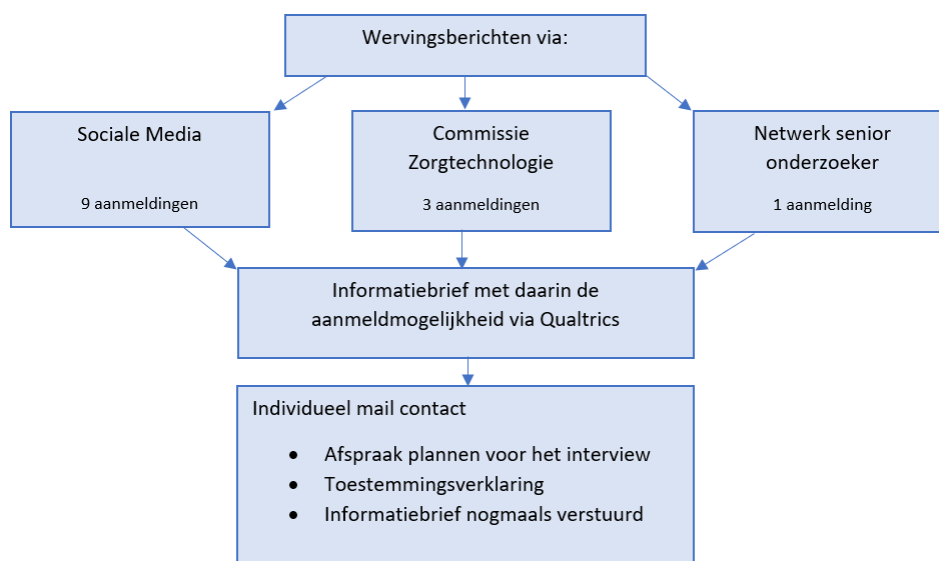 Wervingsberichten via:
Sociale Media
9 aanmeldingen
Commissie
Zorgtechnologie
3 aanmeldingen
Netwerk senior
onderzoeker
1 aanmelding
Informatiebrief met daarin de
aanmeldmogelijkheid via Qualtrics
Individueel mail contact
• Afspraak plannen voor het interview
• Toestemmingsverklaring
• Informatiebrief nogmaals verstuurd